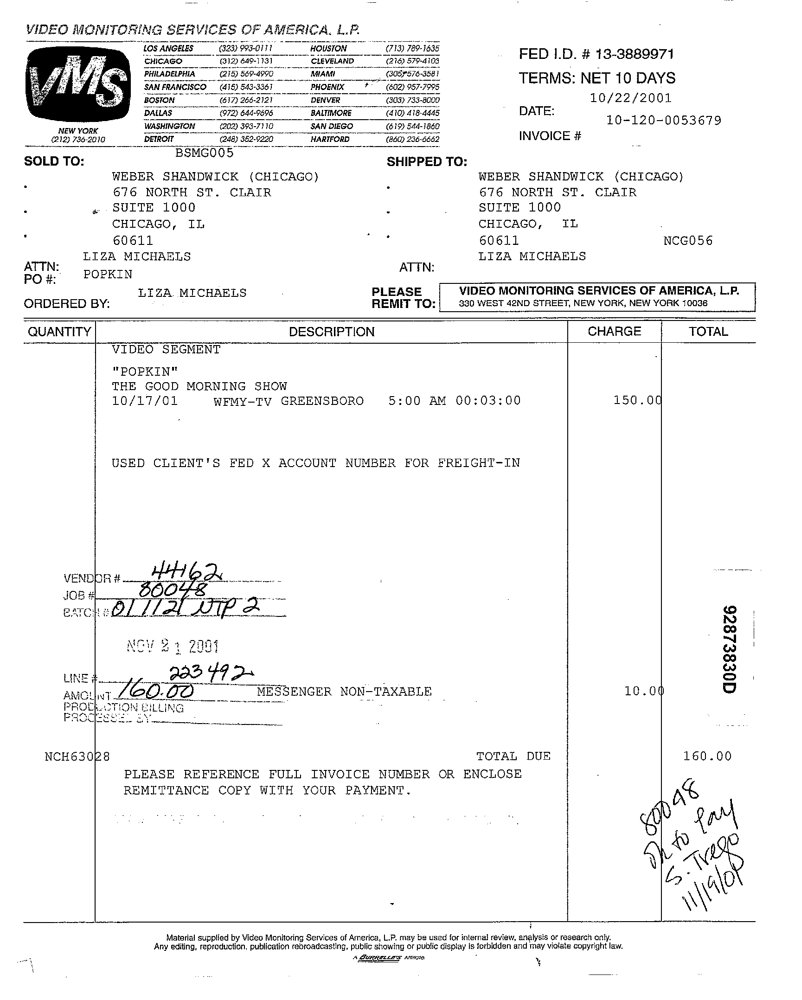 VIDEO MONITORING SERVICES OF AMERICA, L.P.
VMS
NEW YORK
(212) 736-2010
LOS ANGELES (323) 993-0111 HOUSTON (713) 789-1635
CHICAGO (312) 649-1131 CLEVELAND (216) 579-4103
PHILADELPHIA (215) 569-4990 MIAMI (305) 576-3581
SAN FRANCISCO (415) 543-3361 PHOENIX (602) 957-7995
BOSTON (617) 266-2121 DENVER (303) 733-8000
DALLAS (972) 644-9696 BALTIMORE (410) 418-4445
WASHINGTON (202) 393-7110 SAN DIEGO (619) 544-1860
DETROIT (248) 352-9220 HARTFORD (860) 236-6662
FED I.D. # 13-3889971
TERMS: NET 10 DAYS
10/22/2001
DATE:
10-120-0053679
INVOICE #
BSMG005
SOLD TO:
WEBER SHANDWICK (CHICAGO)
676 NORTH ST. CLAIR
SUITE 1000
CHICAGO, IL
60611
LIZA MICHAELS
ATTN:
PO #: POPKIN
LIZA MICHAELS
ORDERED BY:
SHIPPED TO:
WEBER SHANDWICK (CHICAGO)
676 NORTH ST. CLAIR
SUITE 1000
CHICAGO, IL
60611 NCG056
LIZA MICHAELS
ATTN:
PLEASE REMIT TO:
VIDEO MONITORING SERVICES OF AMERICA, L.P.
330 WEST 42ND STREET, NEW YORK, NEW YORK 10036
QUANTITY DESCRIPTION CHARGE TOTAL
VIDEO SEGMENT
"POPKIN"
THE GOOD MORNING SHOW
10/17/01 WFMY-TV GREENSBORO 5:00 AM 00:03:00 150.00
USED CLIENT'S FED X ACCOUNT NUMBER FOR FREIGHT-IN
VENDOR # 44162
JOB # 80048
BATCH # 011121 NTP 2
NOV 21 2001
LINE # 223492
AMOUNT 160.00 MESSENGER NON-TAXABLE 10.00
PRODUCTION BILLING
PROCESSED BY
92873830D
NCH63028 TOTAL DUE 160.00
PLEASE REFERENCE FULL INVOICE NUMBER OR ENCLOSE
REMITTANCE COPY WITH YOUR PAYMENT.
80048
Ok to Pay
S. Trego
11/19/01
Material supplied by Video Monitoring Services of America, L.P. may be used for internal review, analysis or research only.
Any editing, reproduction, publication rebroadcasting, public showing or public display is forbidden and may violate copyright law.
A BURRELLE'S